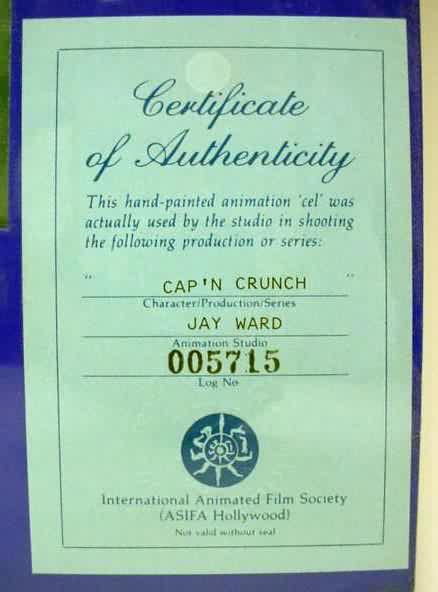 Certificate
of Authenticity
This hand-painted animation 'cel' was
actually used by the studio in shooting
the following production or series:
" CAP'N CRUNCH "
Character/Production/Series
JAY WARD
Animation Studio
005715
Log No
International Animated Film Society
(ASIFA Hollywood)
Not valid without seal